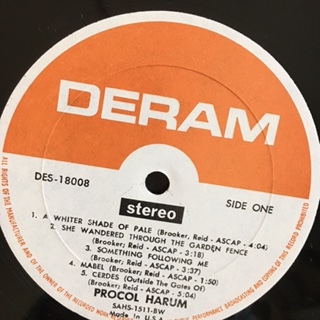 DERAM
DES-18008
SIDE ONE
stereo
1. A WHITER SHADE OF PALE (Brooker, Reid - ASCAP - 4:04)
2. SHE WANDERED THROUGH THE GARDEN FENCE
(Brooker; Reid - ASCAP - 3:18)
3. SOMETHING FOLLOWING ME
(Brooker; Reid - ASCAP - 3:37)
4. MABEL (Brooker; Reid - ASCAP - 1:50)
5. CERDES (Outside The Gates Of)
(Brooker; Reid - ASCAP - 5:04)
PROCOL HARUM
SAHS-1511-BW
Made in U.S.A.
ALL RIGHTS OF THE MANUFACTURER AND OF THE OWNER OF THE RECORDED WORK PERFORMANCE BROADCASTING AND COPYING OF THIS RECORD PROHIBITED